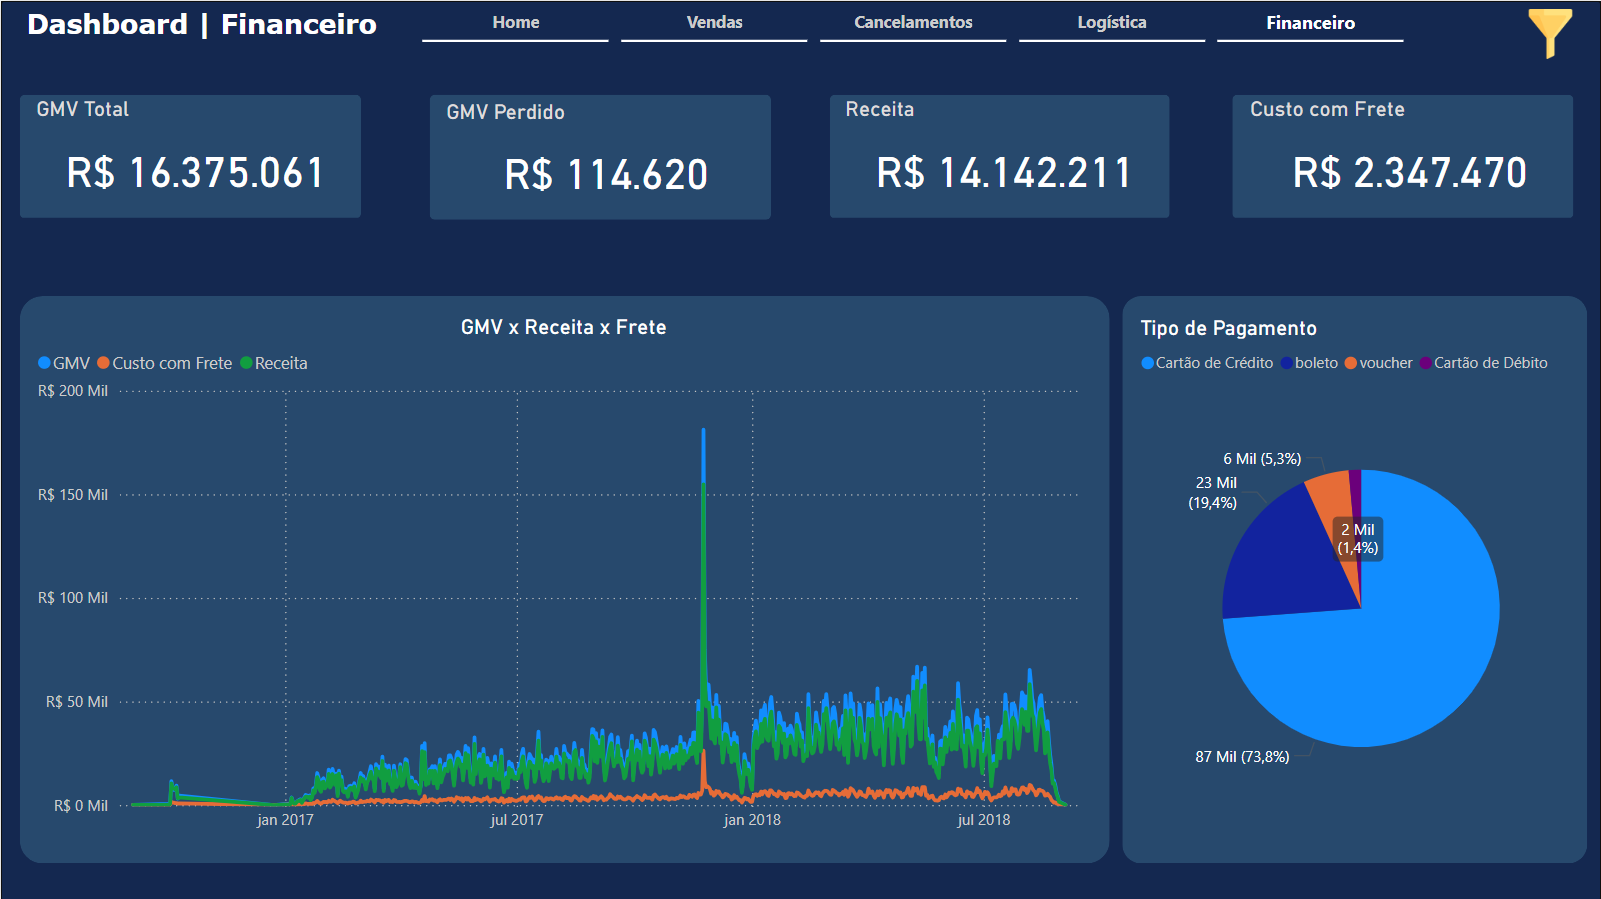 Dashboard | Financeiro
Home
Vendas
Cancelamentos
Logística
Financeiro
GMV Total
R$ 16.375.061
GMV Perdido
R$ 114.620
Receita
R$ 14.142.211
Custo com Frete
R$ 2.347.470
GMV x Receita x Frete
GMV Custo com Frete Receita
R$ 200 Mil
R$ 150 Mil
R$ 100 Mil
R$ 50 Mil
R$ 0 Mil
jan 2017
jul 2017
jan 2018
jul 2018
Tipo de Pagamento
Cartão de Crédito boleto voucher Cartão de Débito
6 Mil (5,3%)
23 Mil
(19,4%)
2 Mil
(1,4%)
87 Mil (73,8%)